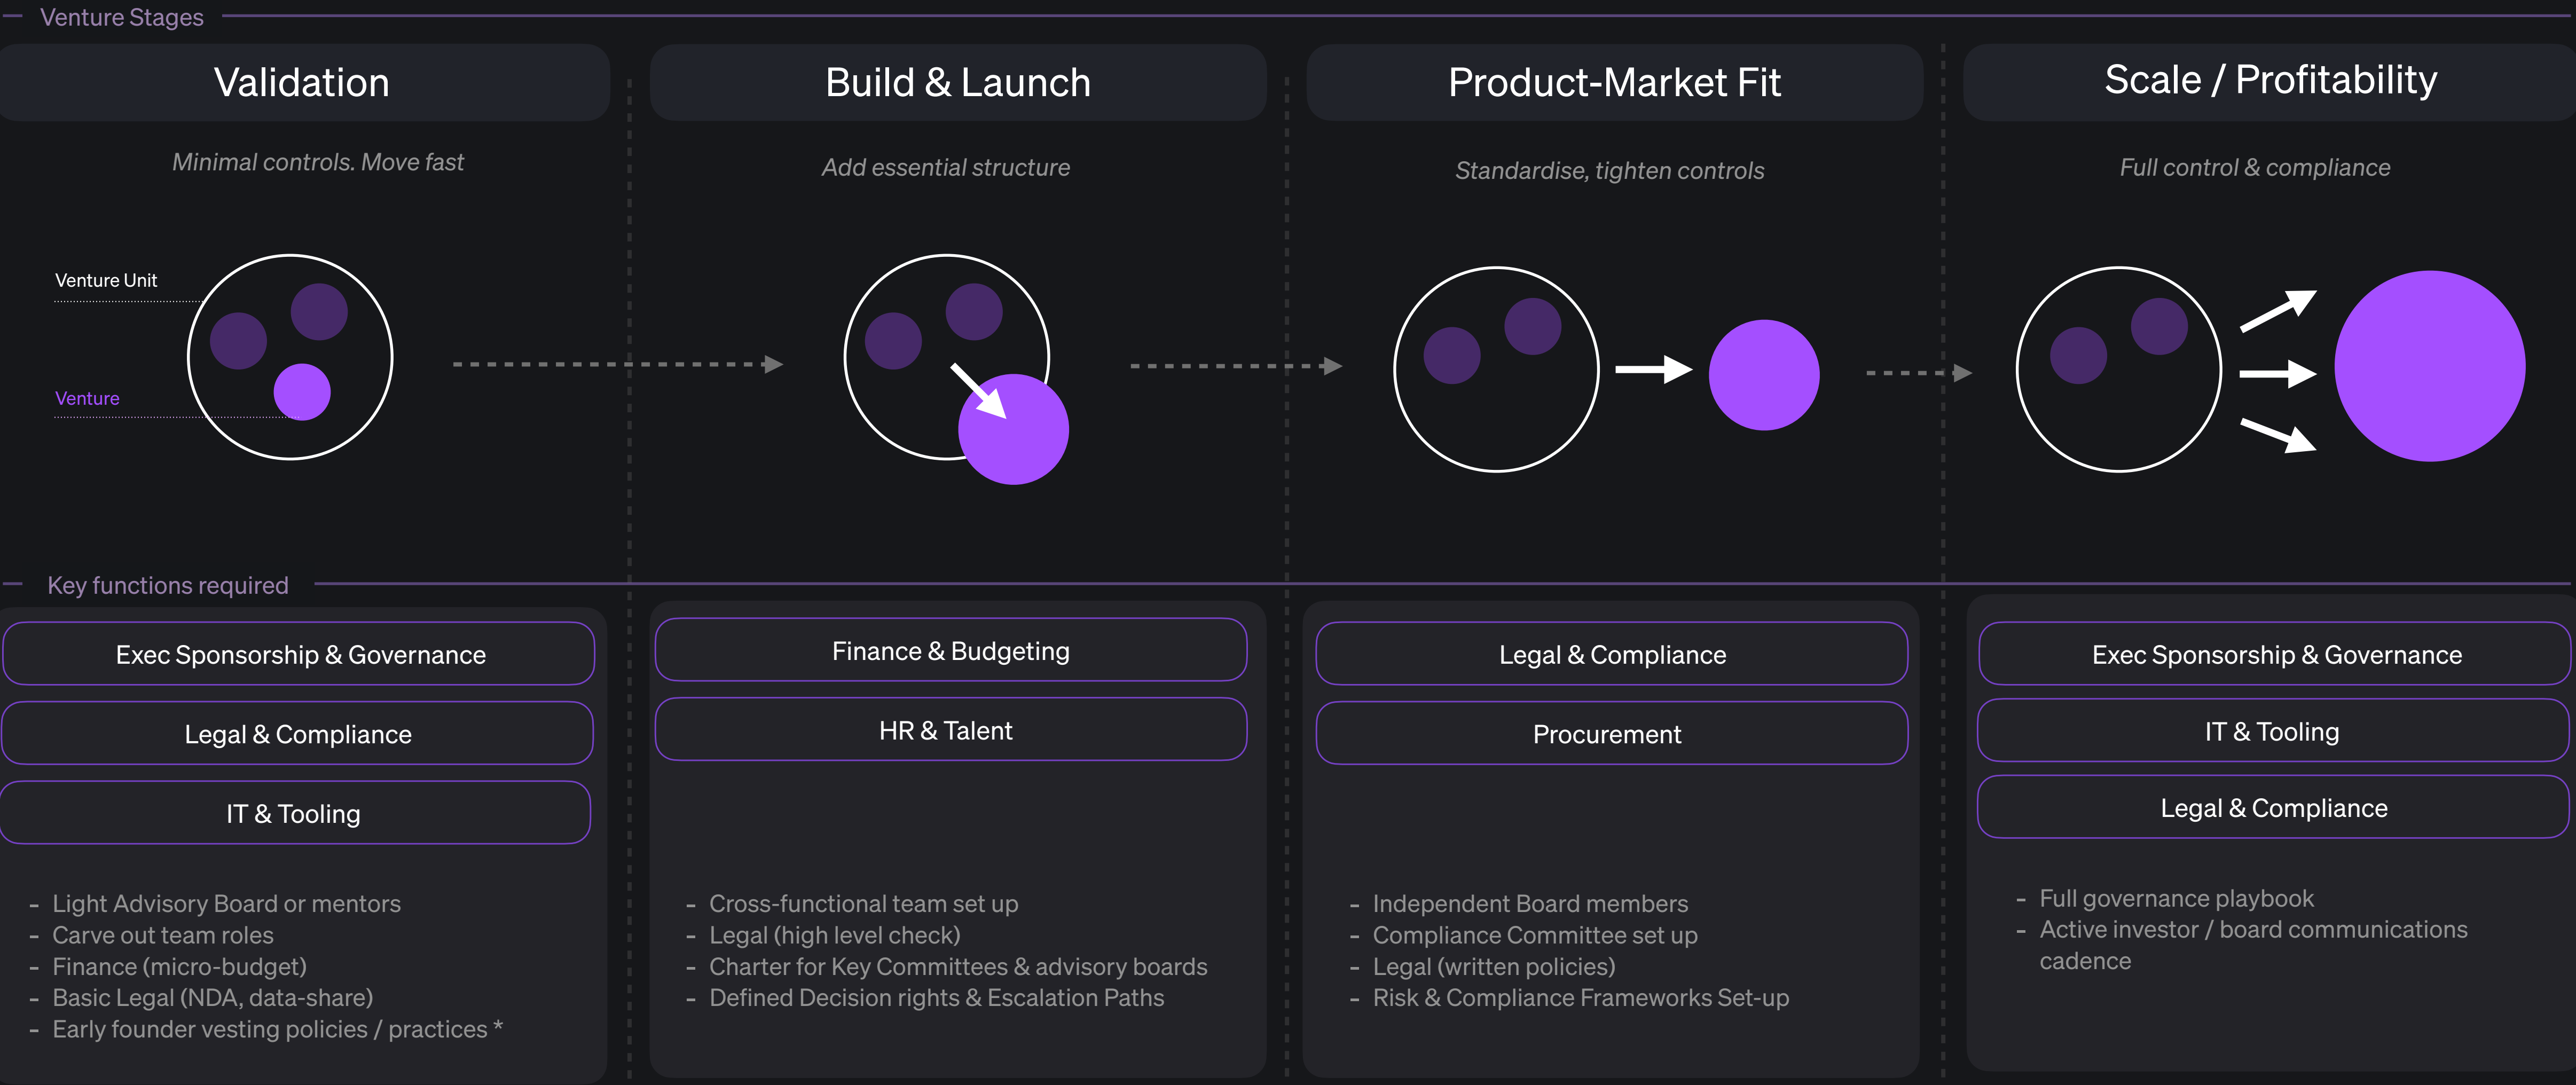 Venture Stages
Validation
Build & Launch
Product-Market Fit
Scale / Profitability
Minimal controls. Move fast
Add essential structure
Standardise, tighten controls
Full control & compliance
Venture Unit
Venture
Key functions required
Exec Sponsorship & Governance
Legal & Compliance
IT & Tooling
- Light Advisory Board or mentors
- Carve out team roles
- Finance (micro-budget)
- Basic Legal (NDA, data-share)
- Early founder vesting policies / practices *
Finance & Budgeting
HR & Talent
- Cross-functional team set up
- Legal (high level check)
- Charter for Key Committees & advisory boards
- Defined Decision rights & Escalation Paths
Legal & Compliance
Procurement
- Independent Board members
- Compliance Committee set up
- Legal (written policies)
- Risk & Compliance Frameworks Set-up
Exec Sponsorship & Governance
IT & Tooling
Legal & Compliance
- Full governance playbook
- Active investor / board communications
cadence